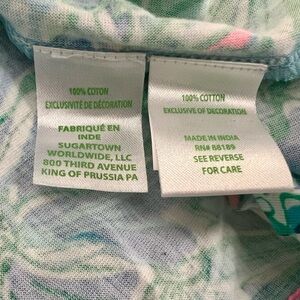 100% COTTON
EXCLUSIVITÉ DE DÉCORATION
FABRIQUÉ EN
INDE
SUGARTOWN
WORLDWIDE, LLC
800 THIRD AVENUE
KING OF PRUSSIA PA
100% COTTON
EXCLUSIVE OF DECORATION
MADE IN INDIA
RN# 88189
SEE REVERSE
FOR CARE